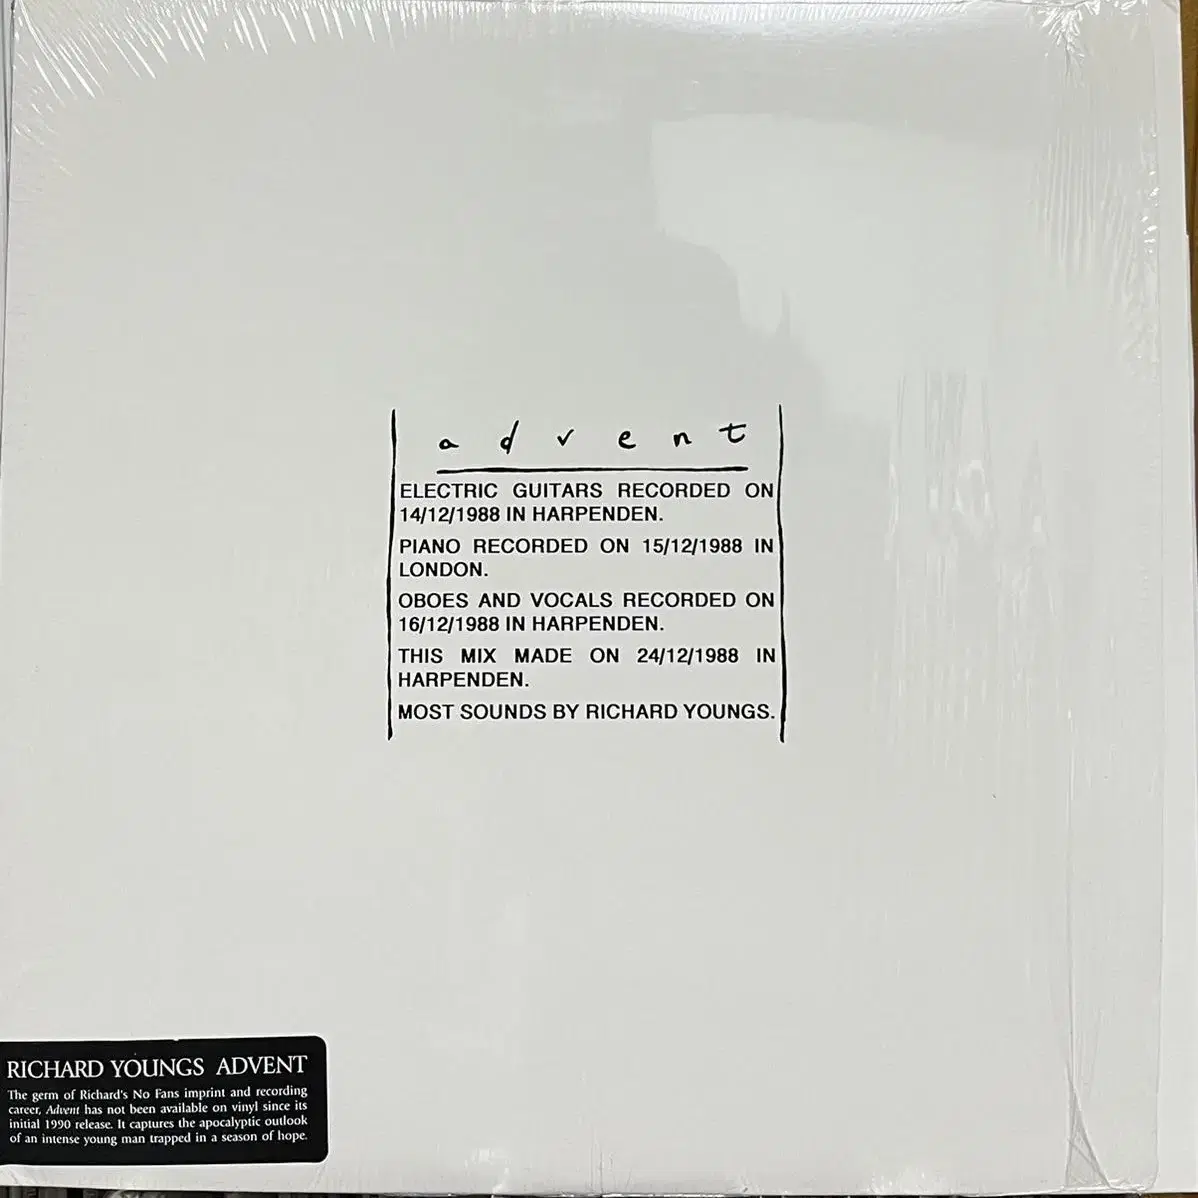 advent
ELECTRIC GUITARS RECORDED ON
14/12/1988 IN HARPENDEN.
PIANO RECORDED ON 15/12/1988 IN
LONDON.
OBOES AND VOCALS RECORDED ON
16/12/1988 IN HARPENDEN.
THIS MIX MADE ON 24/12/1988 IN
HARPENDEN.
MOST SOUNDS BY RICHARD YOUNGS.
RICHARD YOUNGS ADVENT
The germ of Richard's No Fans imprint and recording
career, Advent has not been available on vinyl since its
initial 1990 release. It captures the apocalyptic outlook
of an intense young man trapped in a season of hope.